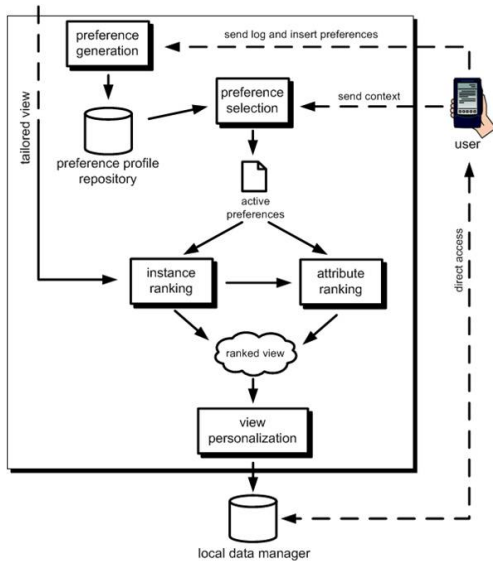 preference
generation
send log and insert preferences
preference
selection
send context
user
tailored view
preference profile
repository
active
preferences
direct access
instance
ranking
attribute
ranking
ranked view
view
personalization
local data manager